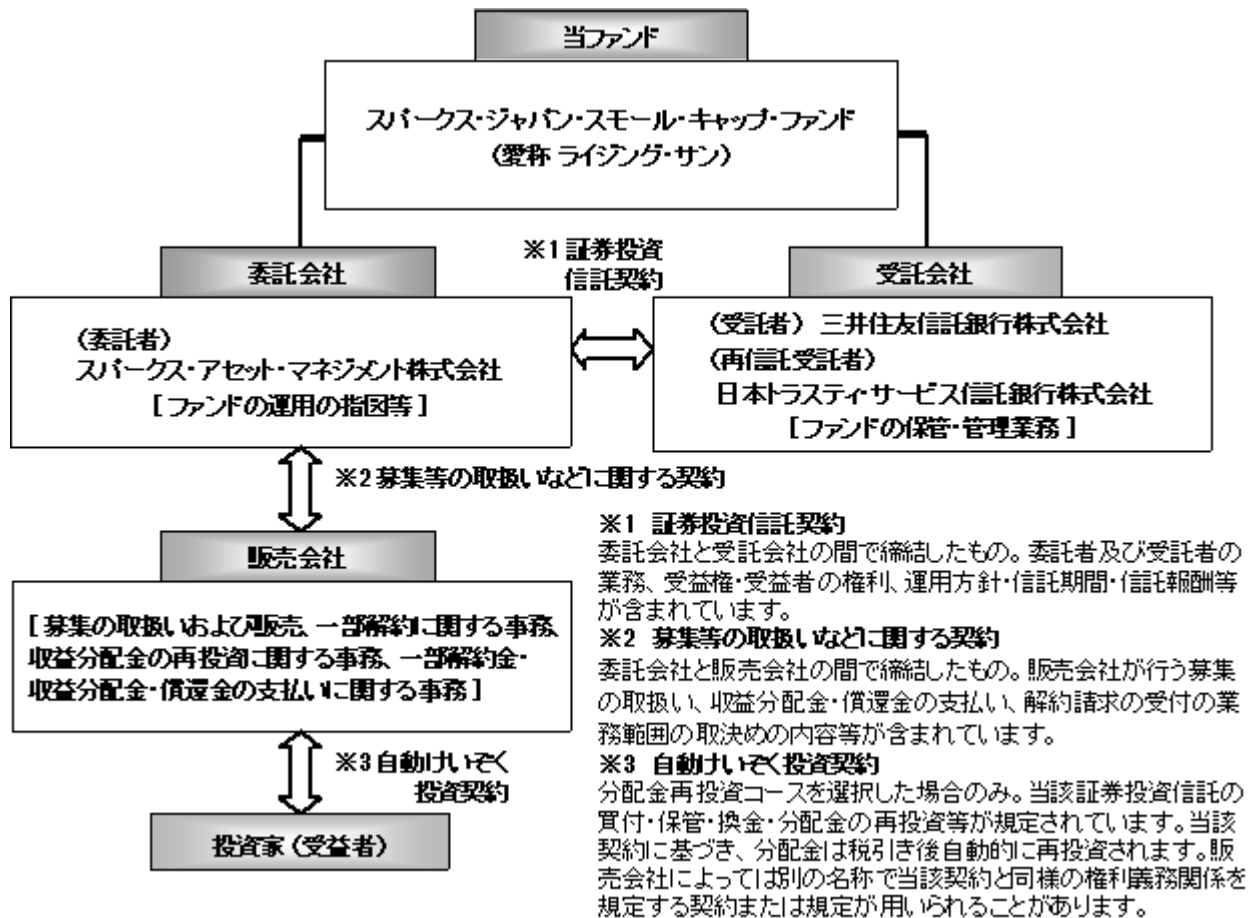 当ファンド
スパークス・ジャパン・スモール・キャップ・ファンド
(愛称 ライジング・サン)
※1 証券投資
信託契約
委託会社
(委託者)
スパークス・アセット・マネジメント株式会社
[ファンドの運用の指図等]
受託会社
(受託者) 三井住友信託銀行株式会社
(再信託受託者)
日本トラスティ・サービス信託銀行株式会社
[ファンドの保管・管理業務]
※2 募集等の取扱いなどに関する契約
販売会社
[募集の取扱いおよび販売、一部解約に関する事務、
収益分配金の再投資に関する事務、一部解約金・
収益分配金・償還金の支払いに関する事務]
※3 自動けいぞく
投資契約
投資家(受益者)
※1 証券投資信託契約
委託会社と受託会社の間で締結したもの。委託者及び受託者の
業務、受益権・受益者の権利、運用方針・信託期間・信託報酬等
が含まれています。
※2 募集等の取扱いなどに関する契約
委託会社と販売会社の間で締結したもの。販売会社が行う募集
の取扱い、収益分配金・償還金の支払い、解約請求の受付の業
務範囲の取決めの内容等が含まれています。
※3 自動けいぞく投資契約
分配金再投資コースを選択した場合のみ。当該証券投資信託の
買付・保管・換金・分配金の再投資等が規定されています。当該
契約に基づき、分配金は税引き後自動的に再投資されます。販
売会社によっては別の名称で当該契約と同様の権利義務関係を
規定する契約または規定が用いられることがあります。